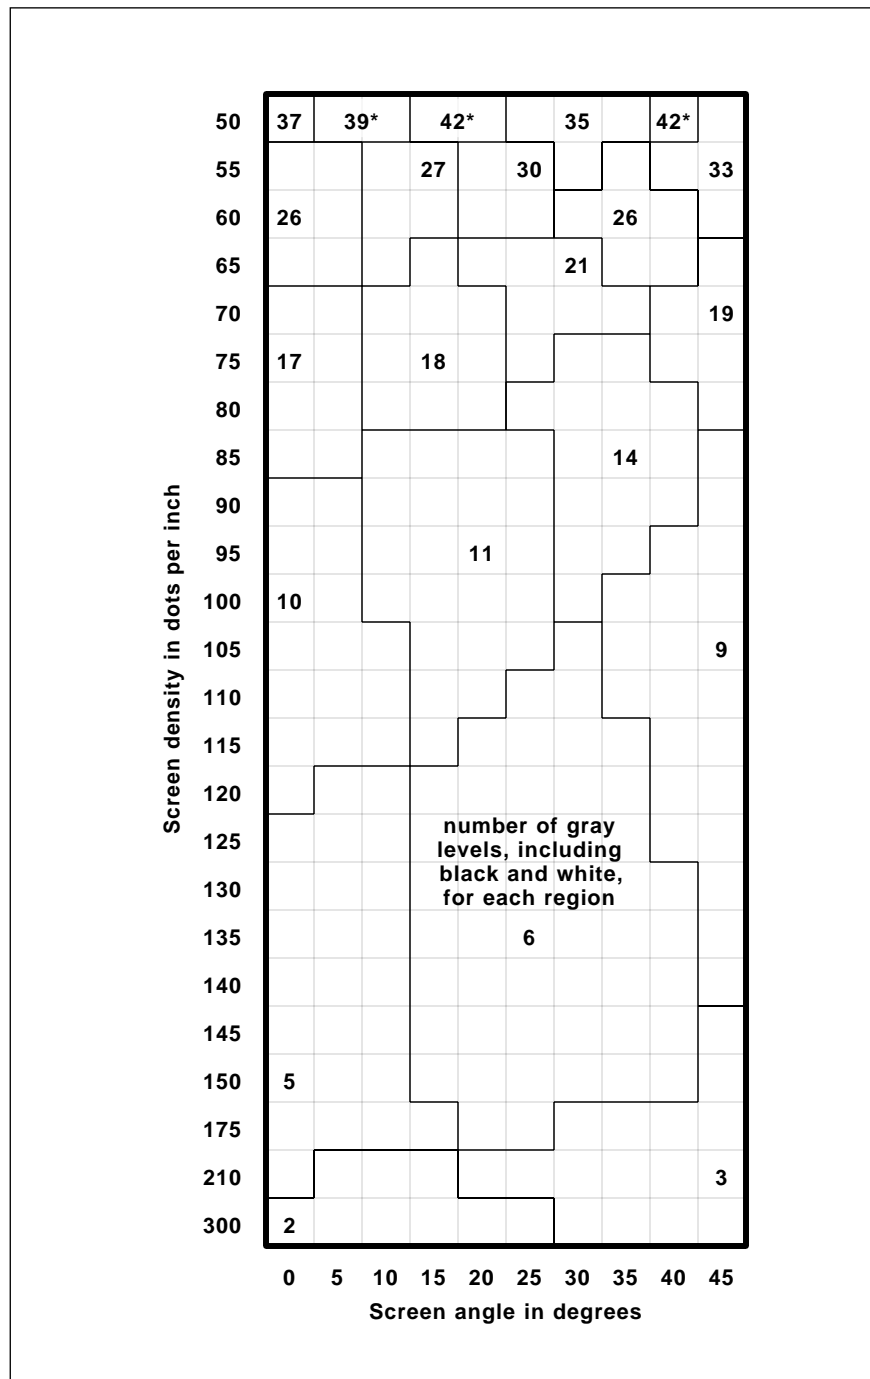 50 37 39* 42* 35 42*
55 27 30 33
60 26 26
65 21
70 19
75 17 18
80
85 14
90
95 11
100 10
105 9
110
115
120
125
number of gray
levels, including
black and white,
for each region
130
135 6
140
145
150 5
175
210 3
300 2
0 5 10 15 20 25 30 35 40 45
Screen angle in degrees
Screen density in dots per inch